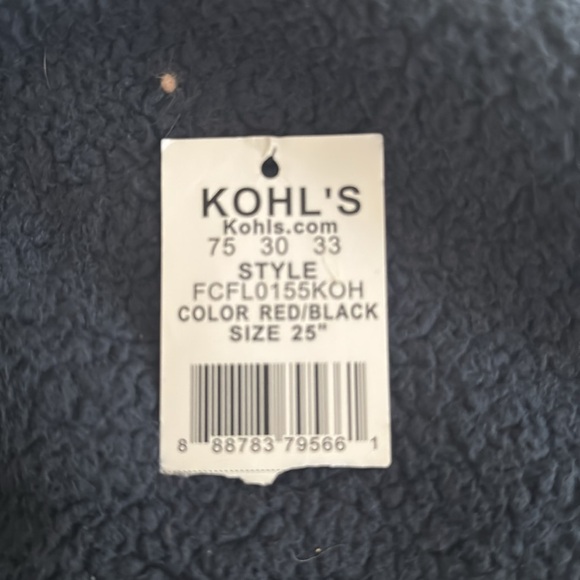 KOHL'S
Kohls.com
75 30 33
STYLE
FCFL0155KOH
COLOR RED/BLACK
SIZE 25"
8 88783 79566 1